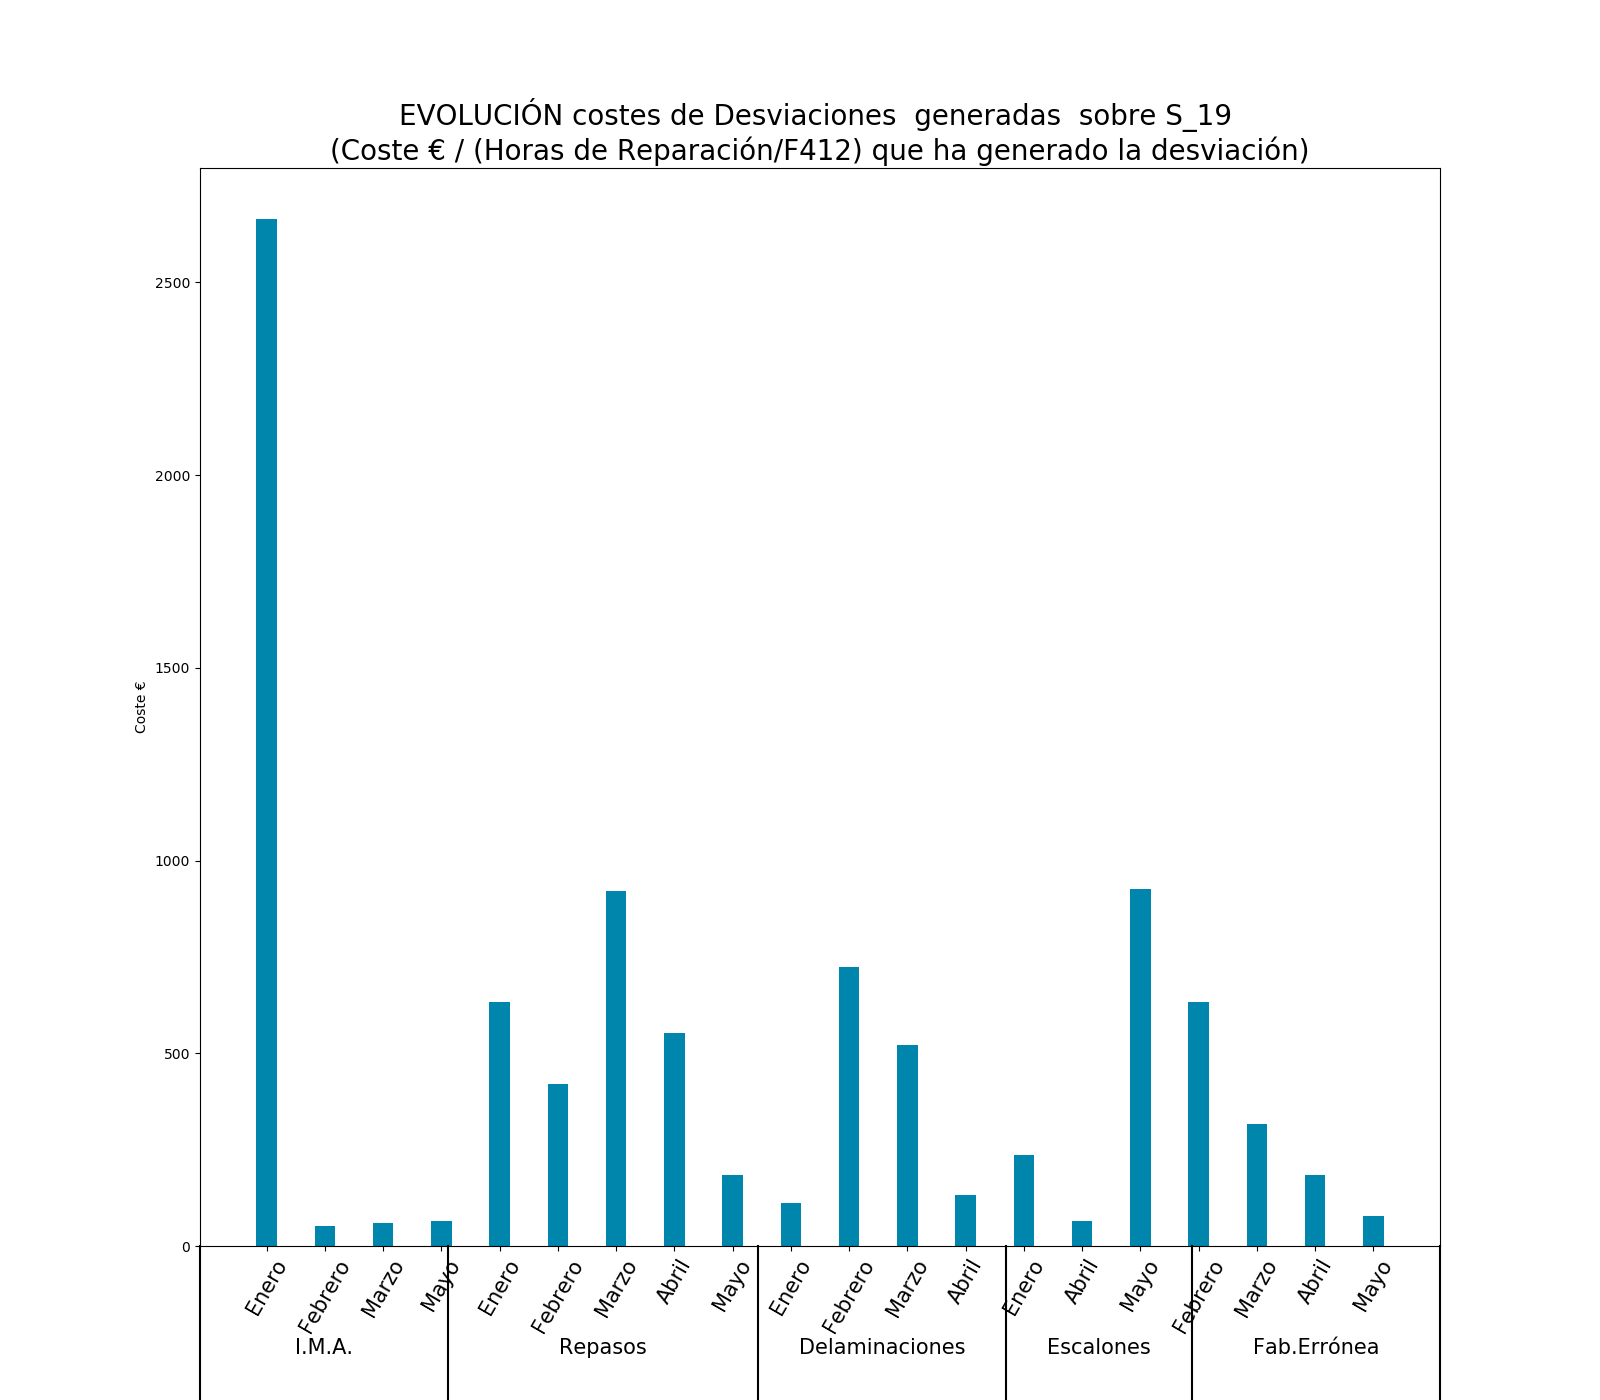 EVOLUCIÓN costes de Desviaciones  generadas  sobre S_19
(Coste € / (Horas de Reparación/F412) que ha generado la desviación)
2500
2000
1500
1000
500
0
Coste €
Enero
Febrero
Marzo
Mayo
Enero
Febrero
Marzo
Abril
Mayo
Enero
Febrero
Marzo
Abril
Enero
Abril
Mayo
Febrero
Marzo
Abril
Mayo
I.M.A.
Repasos
Delaminaciones
Escalones
Fab.Errónea